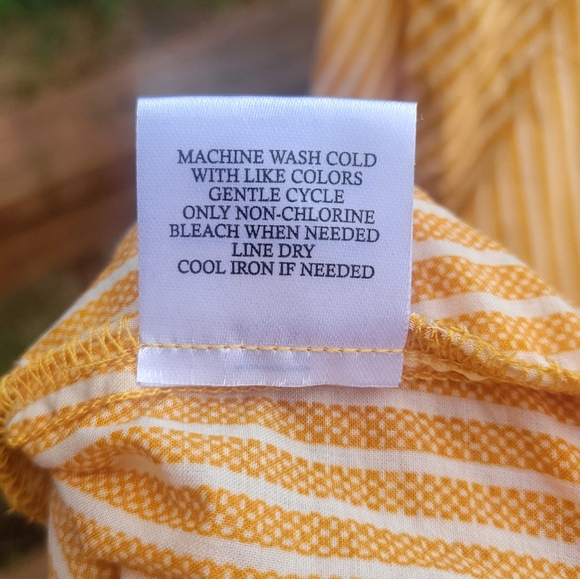 MACHINE WASH COLD
WITH LIKE COLORS
GENTLE CYCLE
ONLY NON-CHLORINE
BLEACH WHEN NEEDED
LINE DRY
COOL IRON IF NEEDED